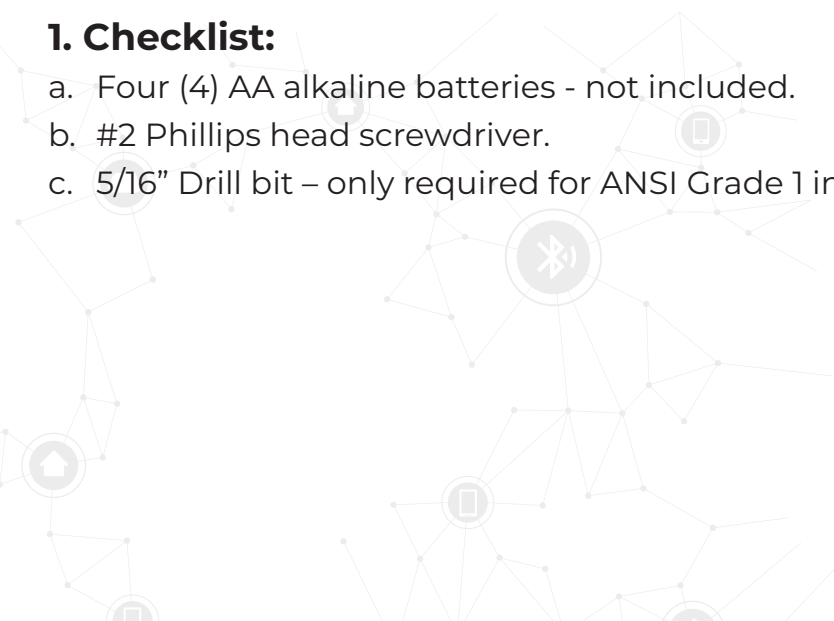 1. Checklist:
a. Four (4) AA alkaline batteries - not included.
b. #2 Phillips head screwdriver.
c. 5/16” Drill bit – only required for ANSI Grade 1